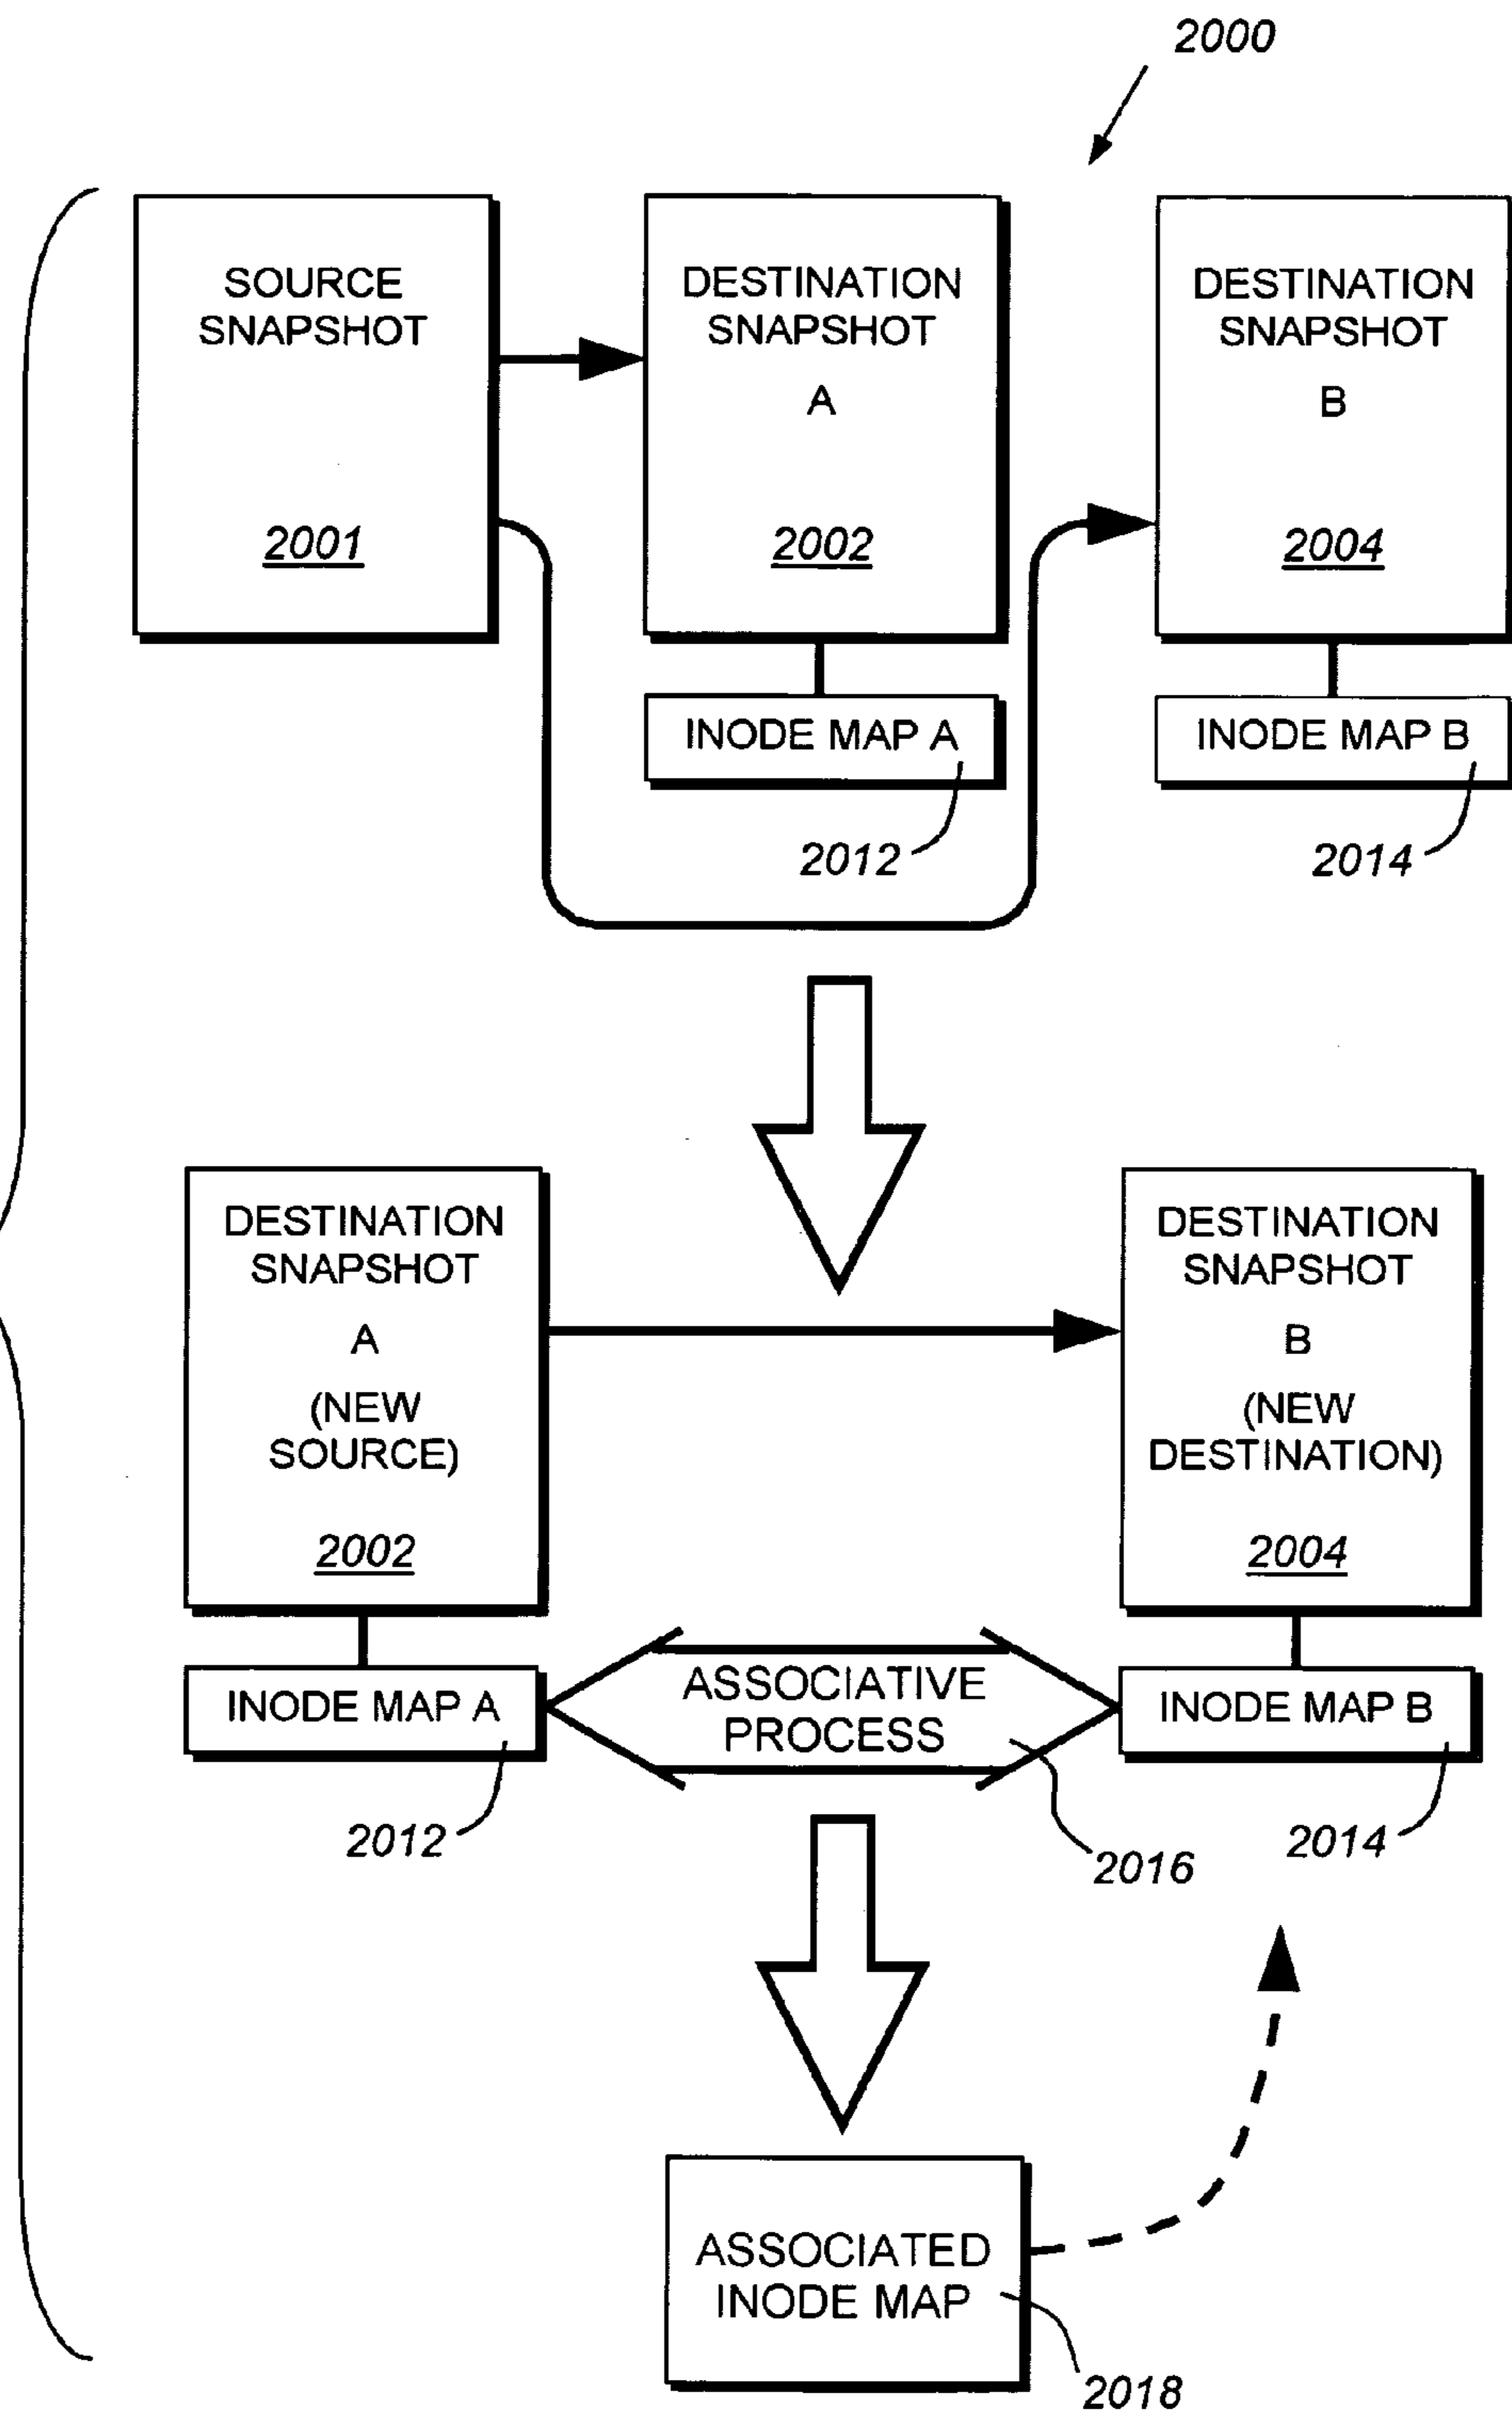 2000
SOURCE
SNAPSHOT
2001
DESTINATION
SNAPSHOT
A
2002
DESTINATION
SNAPSHOT
B
2004
INODE MAP A
2012
INODE MAP B
2014
DESTINATION
SNAPSHOT
A
(NEW
SOURCE)
2002
DESTINATION
SNAPSHOT
B
(NEW
DESTINATION)
2004
INODE MAP A
2012
ASSOCIATIVE
PROCESS
2016
INODE MAP B
2014
ASSOCIATED
INODE MAP
2018